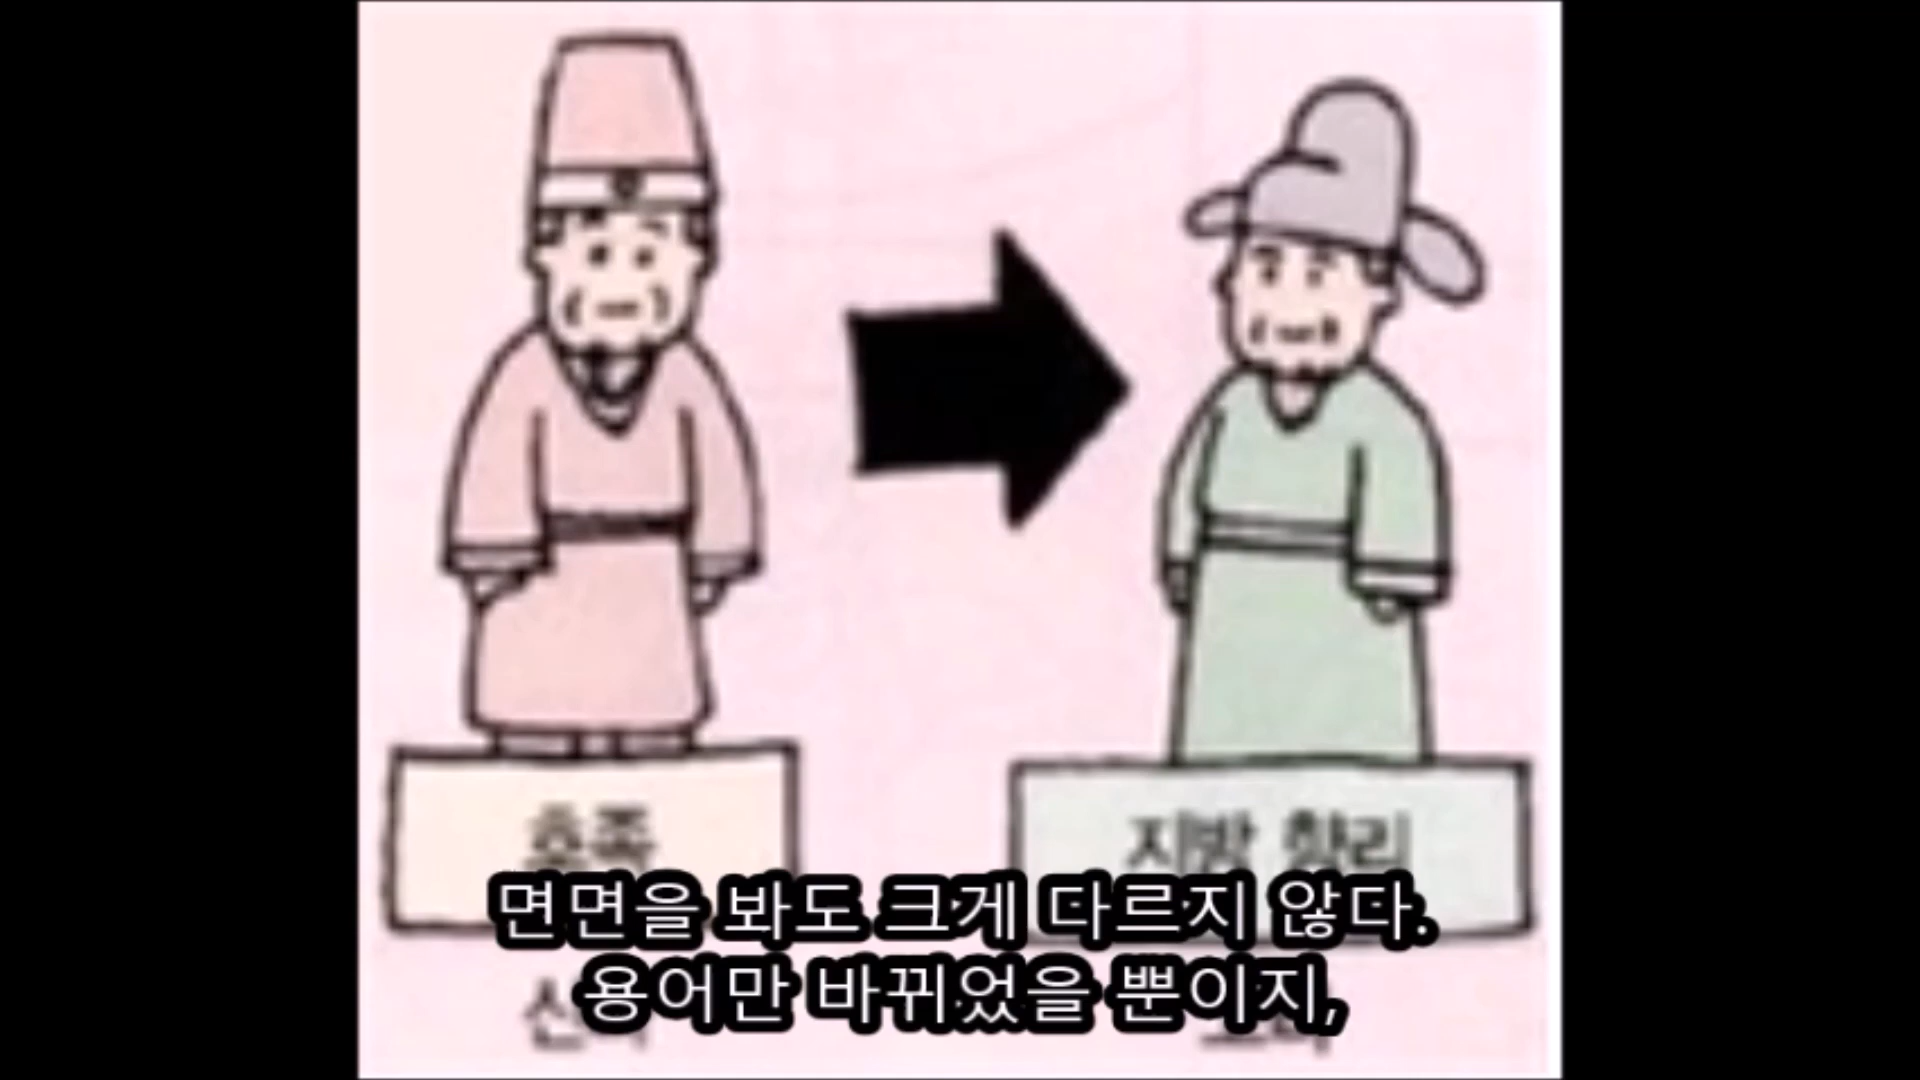 호족
지방 향리
면면을 봐도 크게 다르지 않다.
용어만 바뀌었을 뿐이지,